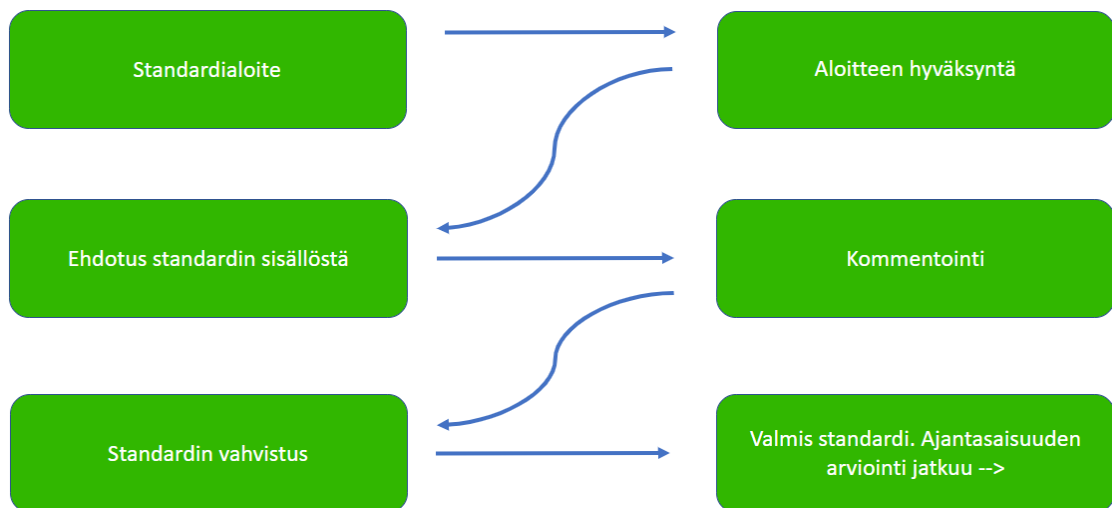 Standardialoite
Aloitteen hyväksyntä
Ehdotus standardin sisällöstä
Kommentointi
Standardin vahvistus
Valmis standardi. Ajantasaisuuden
arviointi jatkuu -->